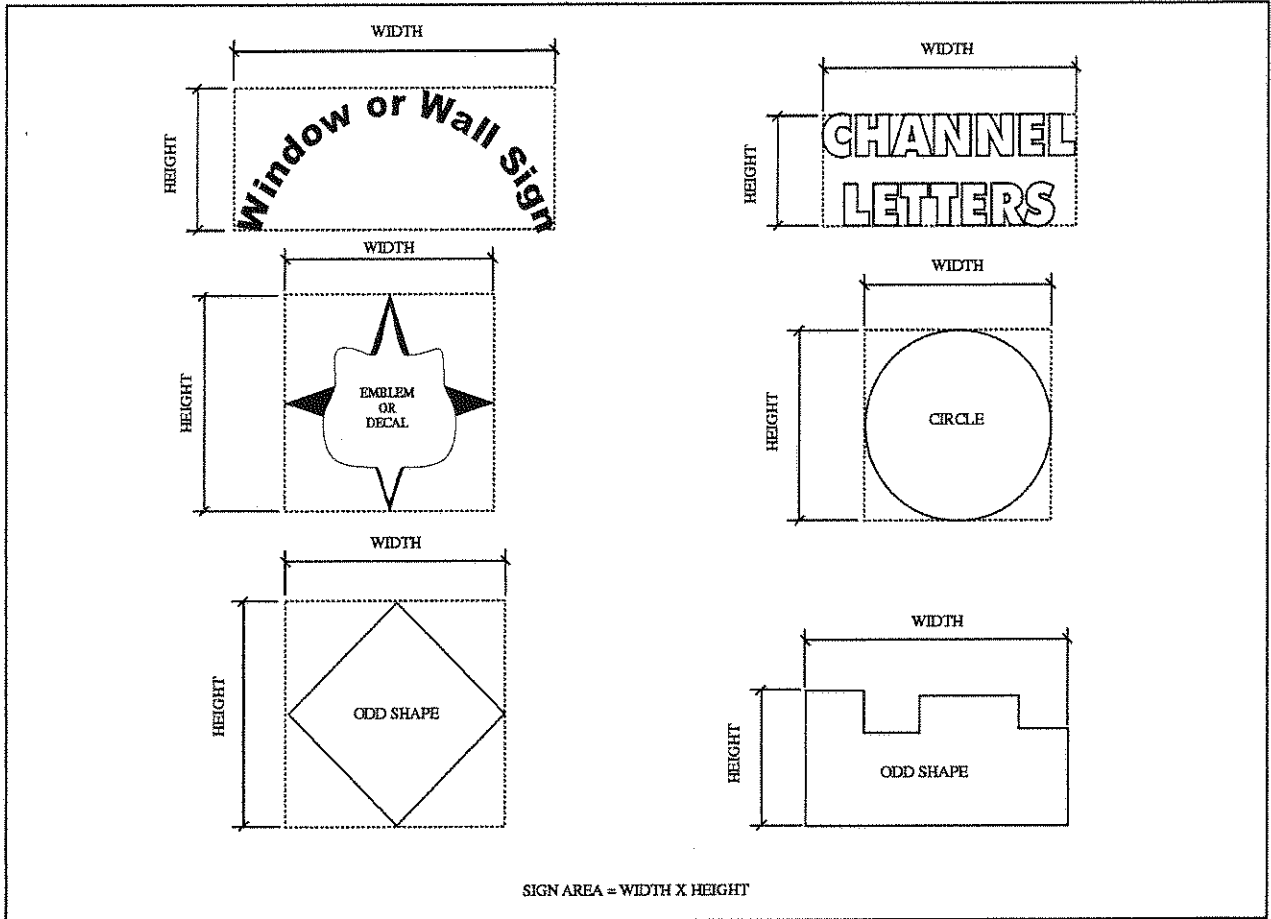 WIDTH
HEIGHT
Window or Wall Sign
WIDTH
HEIGHT
CHANNEL
LETTERS
WIDTH
HEIGHT
EMBLEM
OR
DECAL
WIDTH
HEIGHT
CIRCLE
WIDTH
HEIGHT
ODD SHAPE
WIDTH
HEIGHT
ODD SHAPE
SIGN AREA = WIDTH X HEIGHT